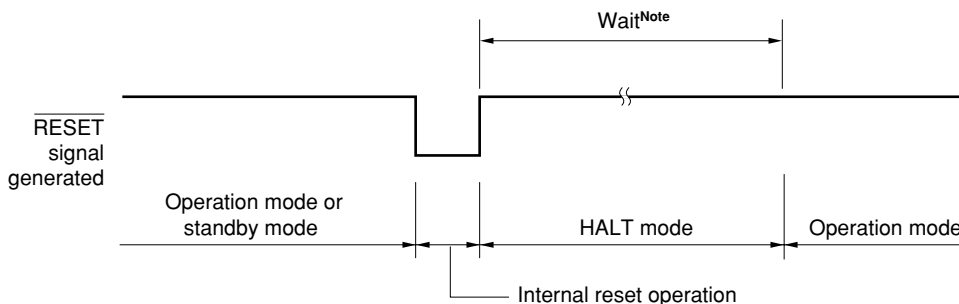 Wait^Note
RESET
signal
generated
Operation mode or
standby mode
HALT mode
Operation mode
Internal reset operation